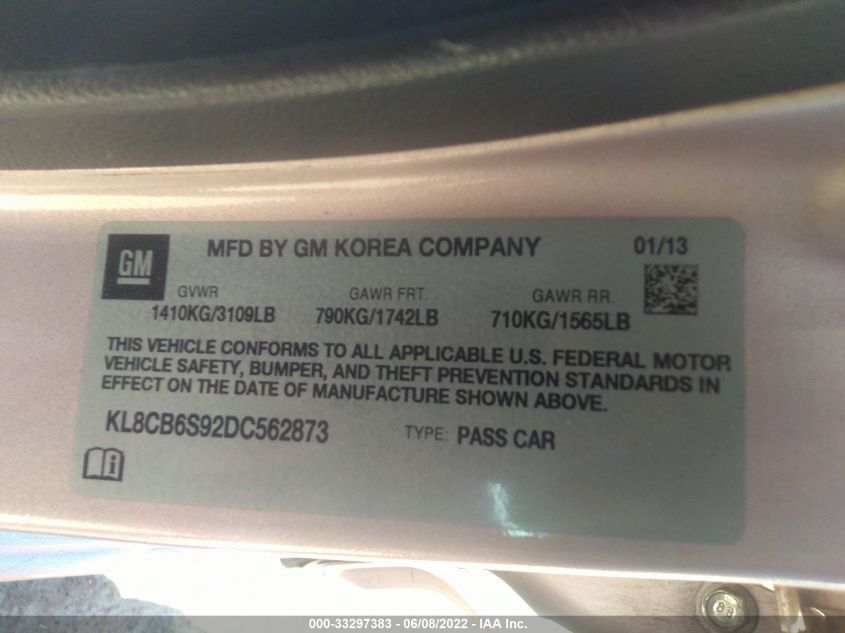 GM MFD BY GM KOREA COMPANY 01/13
GVWR GAWR FRT. GAWR RR.
1410KG/3109LB 790KG/1742LB 710KG/1565LB
THIS VEHICLE CONFORMS TO ALL APPLICABLE U.S. FEDERAL MOTOR
VEHICLE SAFETY, BUMPER, AND THEFT PREVENTION STANDARDS IN
EFFECT ON THE DATE OF MANUFACTURE SHOWN ABOVE.
KL8CB6S92DC562873 TYPE: PASS CAR
000-33297383 - 06/08/2022 - IAA Inc.